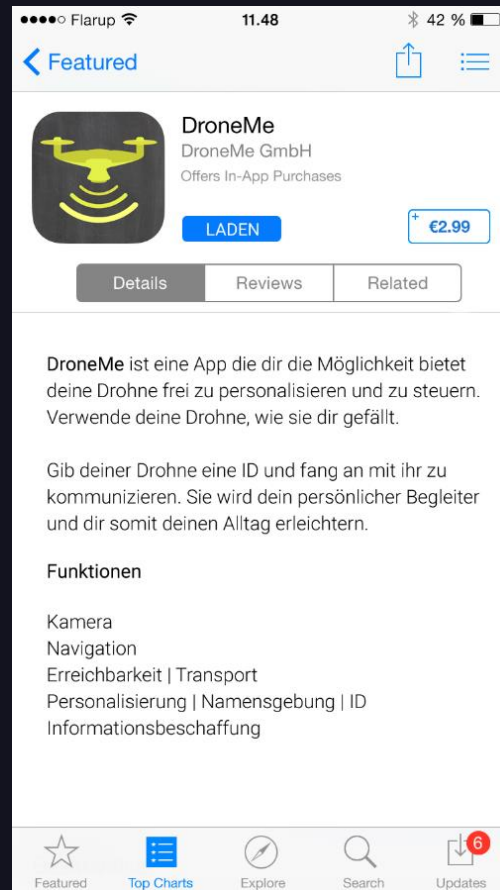 Flarup 11.48 42 %
Featured
DroneMe
DroneMe GmbH
Offers In-App Purchases
LADEN
+ €2.99
Details Reviews Related
DroneMe ist eine App die dir die Möglichkeit bietet
deine Drohne frei zu personalisieren und zu steuern.
Verwende deine Drohne, wie sie dir gefällt.
Gib deiner Drohne eine ID und fang an mit ihr zu
kommunizieren. Sie wird dein persönlicher Begleiter
und dir somit deinen Alltag erleichtern.
Funktionen
Kamera
Navigation
Erreichbarkeit | Transport
Personalisierung | Namensgebung | ID
Informationsbeschaffung
6
Featured Top Charts Explore Search Updates